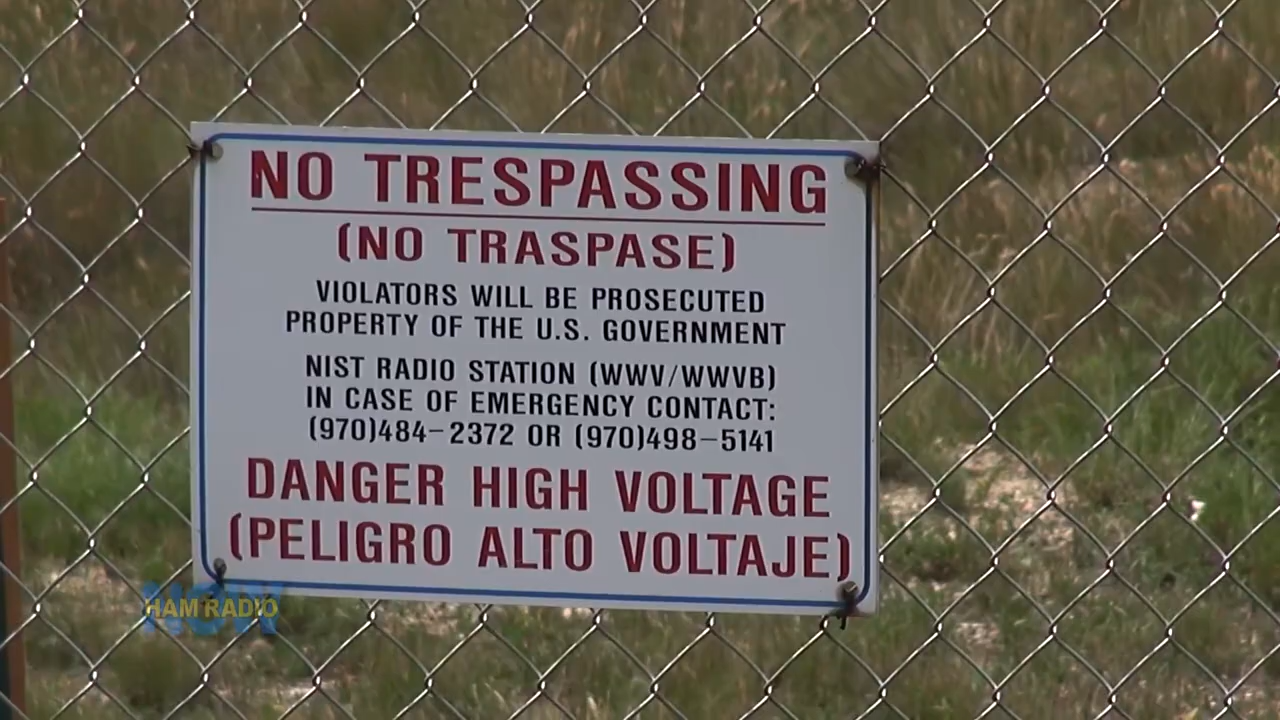 NO TRESPASSING
(NO TRASPASE)
VIOLATORS WILL BE PROSECUTED
PROPERTY OF THE U.S. GOVERNMENT
NIST RADIO STATION (WWV/WWVB)
IN CASE OF EMERGENCY CONTACT:
(970)484-2372 OR (970)498-5141
DANGER HIGH VOLTAGE
(PELIGRO ALTO VOLTAJE)
HAM RADIO
NOW